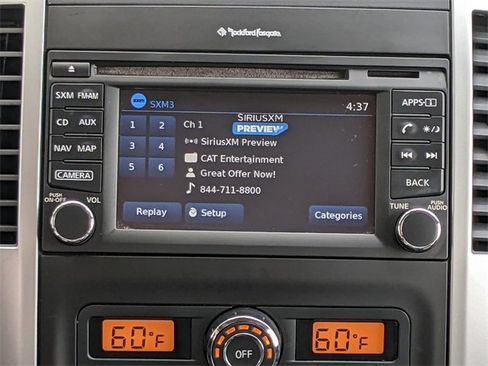 Rockford Fosgate
SXM FM·AM
CD AUX
NAV MAP
CAMERA
PUSH ON·OFF VOL
SXM3 4:37
1 2
3 4
5 6
Ch 1
SIRIUSXM
PREVIEW
SiriusXM Preview
CAT Entertainment
Great Offer Now!
844-711-8800
Replay Setup Categories
APPS·
BACK
TUNE PUSH AUDIO
60°F OFF 60°F